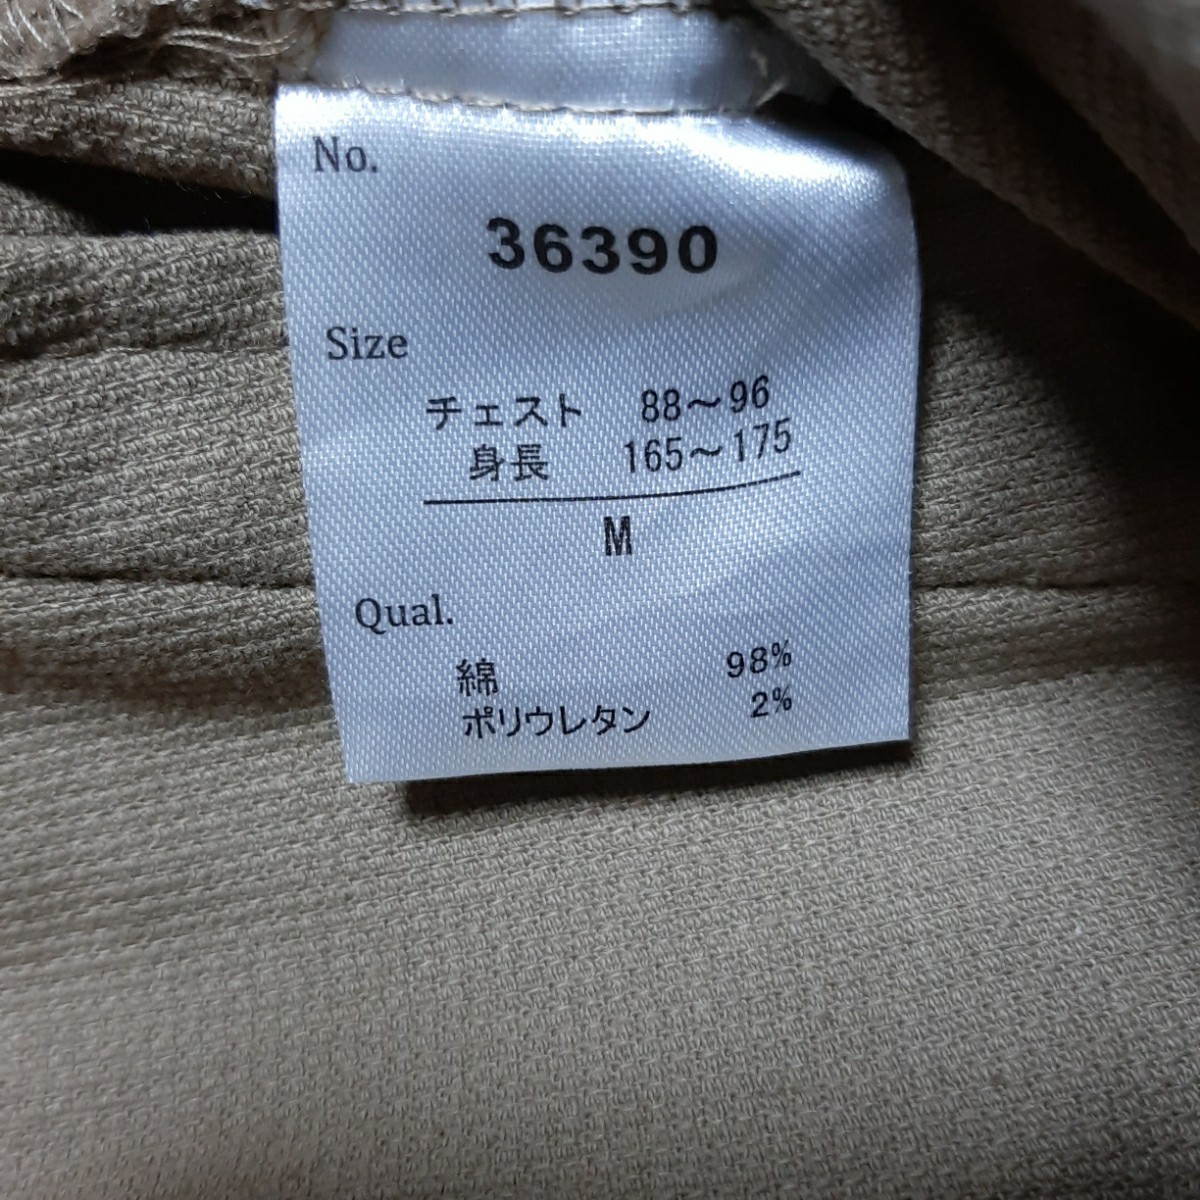 No.
36390
Size
チェスト 88～96
身長 165～175
M
Qual.
綿 98%
ポリウレタン 2%